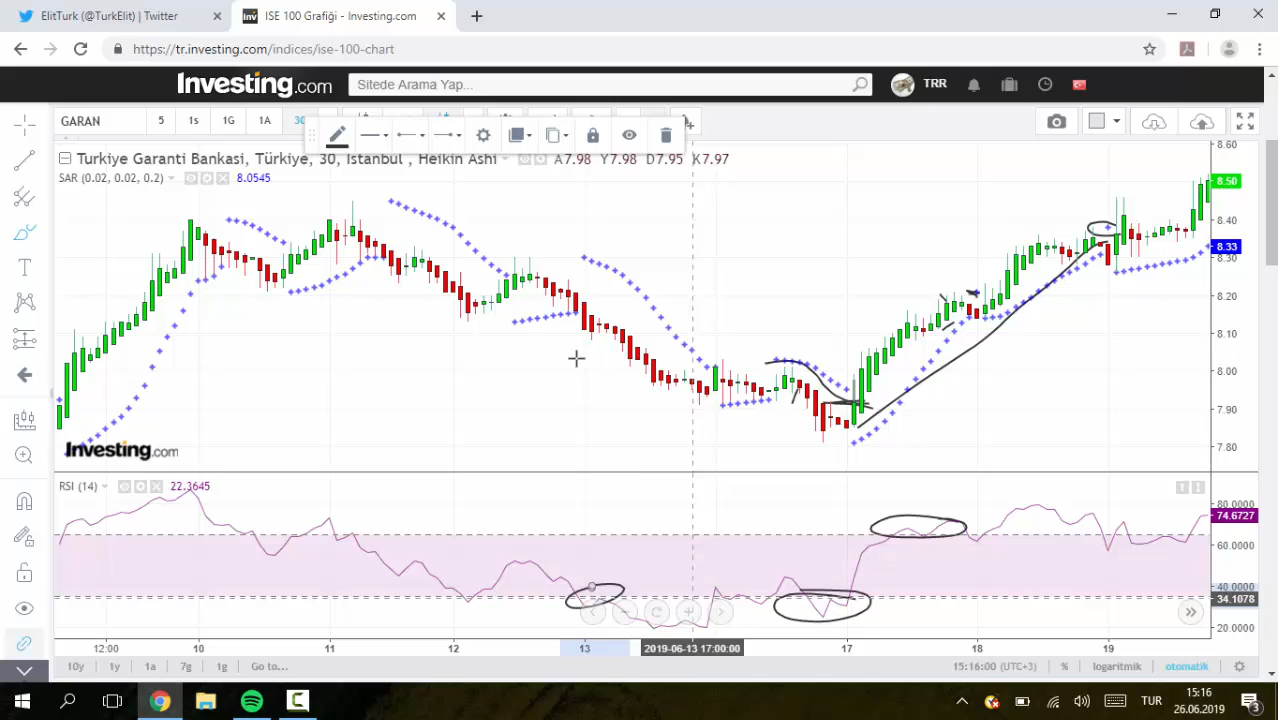 ElitTurk (@TurkElit) | Twitter
ISE 100 Grafiği - Investing.com
https://tr.investing.com/indices/ise-100-chart
Investing.com
Sitede Arama Yap...
TRR
GARAN
5
1s
1G
1A
30
Turkiye Garanti Bankasi, Türkiye, 30, Istanbul , Heikin Ashi
A7.98 Y7.98 D7.95 K7.97
SAR (0.02, 0.02, 0.2)
8.0545
8.60
8.50
8.40
8.33
8.30
8.20
8.10
8.00
7.90
7.80
Investing.com
RSI (14)
22.3645
80.0000
74.6727
60.0000
40.0000
34.1078
20.0000
12:00
10
11
12
13
2019-06-13 17:00:00
17
18
19
10y
1y
1a
7g
1g
Go to...
15:16:00 (UTC+3)
%
logaritmik
otomatik
TUR
15:16
26.06.2019
3